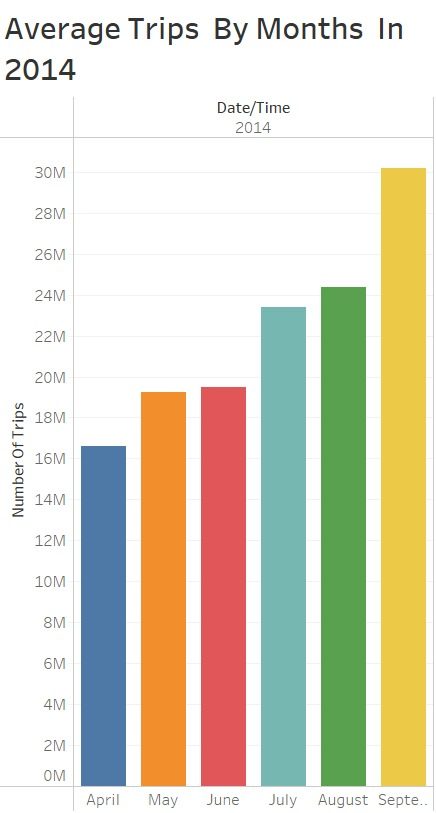 Average Trips By Months In
2014
Date/Time
2014
Number Of Trips
30M
28M
26M
24M
22M
20M
18M
16M
14M
12M
10M
8M
6M
4M
2M
0M
April May June July August Septe..